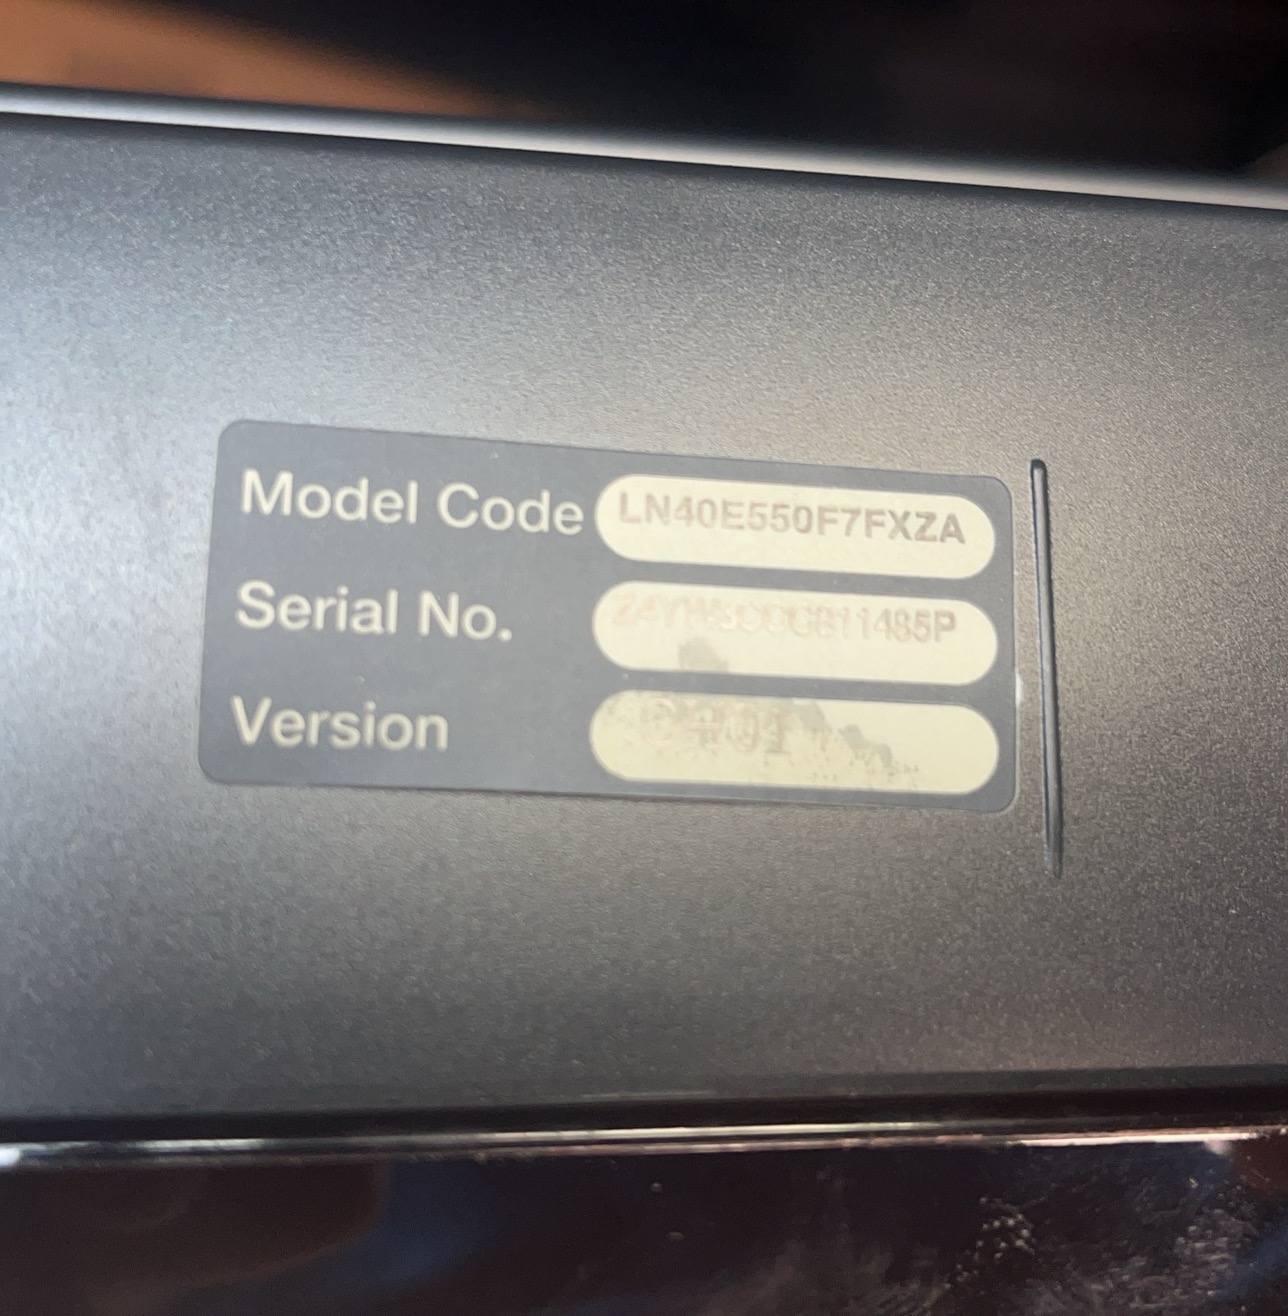 Model Code LN40E550F7FXZA
Serial No.
Version